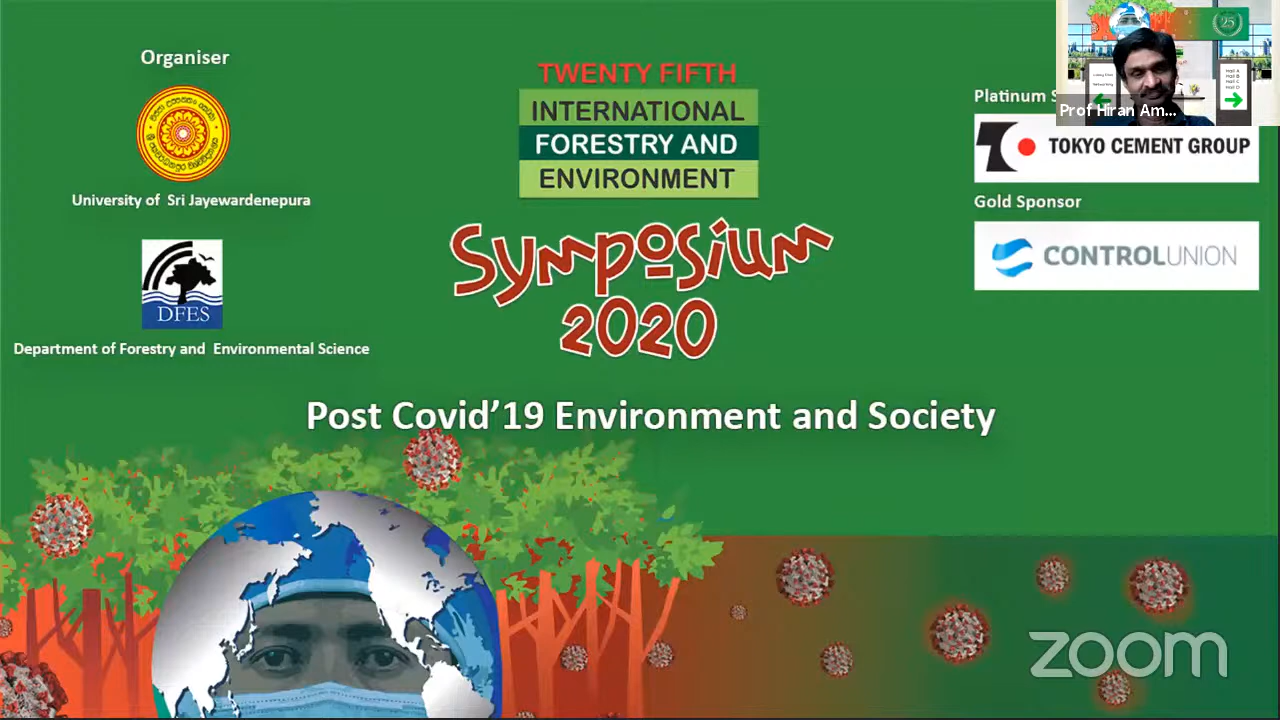 Organiser
University of Sri Jayewardenepura
DFES
Department of Forestry and Environmental Science
TWENTY FIFTH
INTERNATIONAL
FORESTRY AND
ENVIRONMENT
Symposium
2020
Post Covid’19 Environment and Society
25
Prof Hiran Am...
Platinum S
TOKYO CEMENT GROUP
Gold Sponsor
CONTROLUNION
zoom